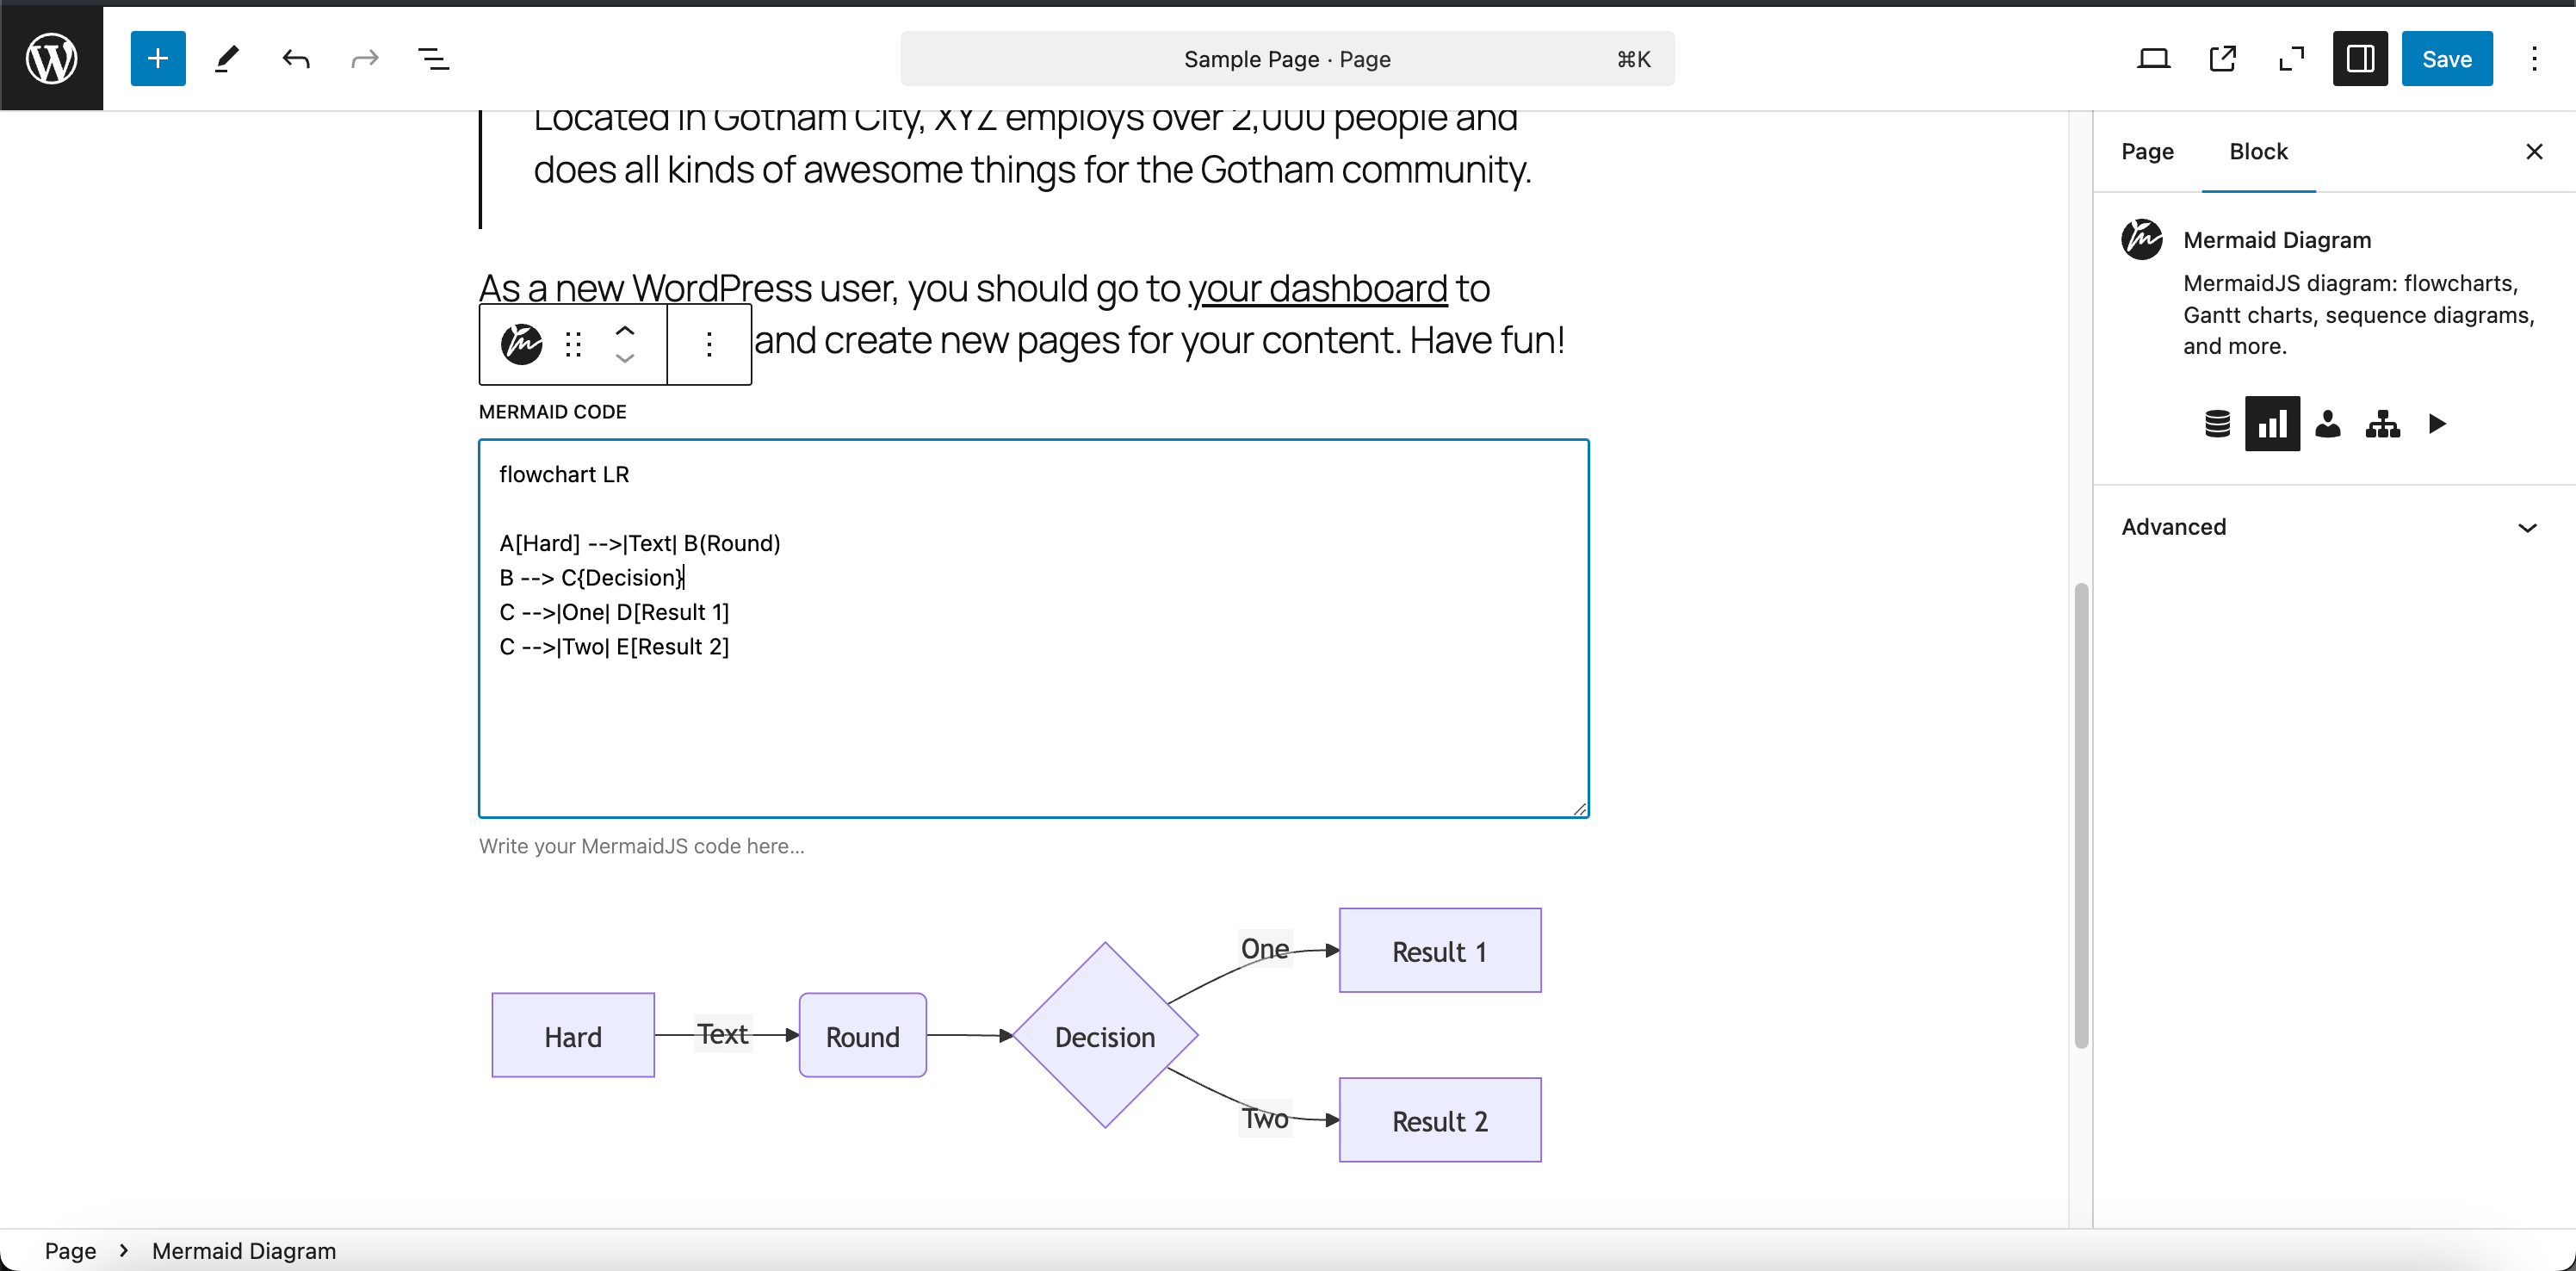 Sample Page · Page ⌘K
Save
Located in Gotham City, XYZ employs over 2,000 people and
does all kinds of awesome things for the Gotham community.
As a new WordPress user, you should go to your dashboard to
and create new pages for your content. Have fun!
MERMAID CODE
flowchart LR
A[Hard] -->|Text| B(Round)
B --> C{Decision}
C -->|One| D[Result 1]
C -->|Two| E[Result 2]
Write your MermaidJS code here...
One
Result 1
Hard
Text
Round
Decision
Two
Result 2
Page
Block
Mermaid Diagram
MermaidJS diagram: flowcharts,
Gantt charts, sequence diagrams,
and more.
Advanced
Page > Mermaid Diagram